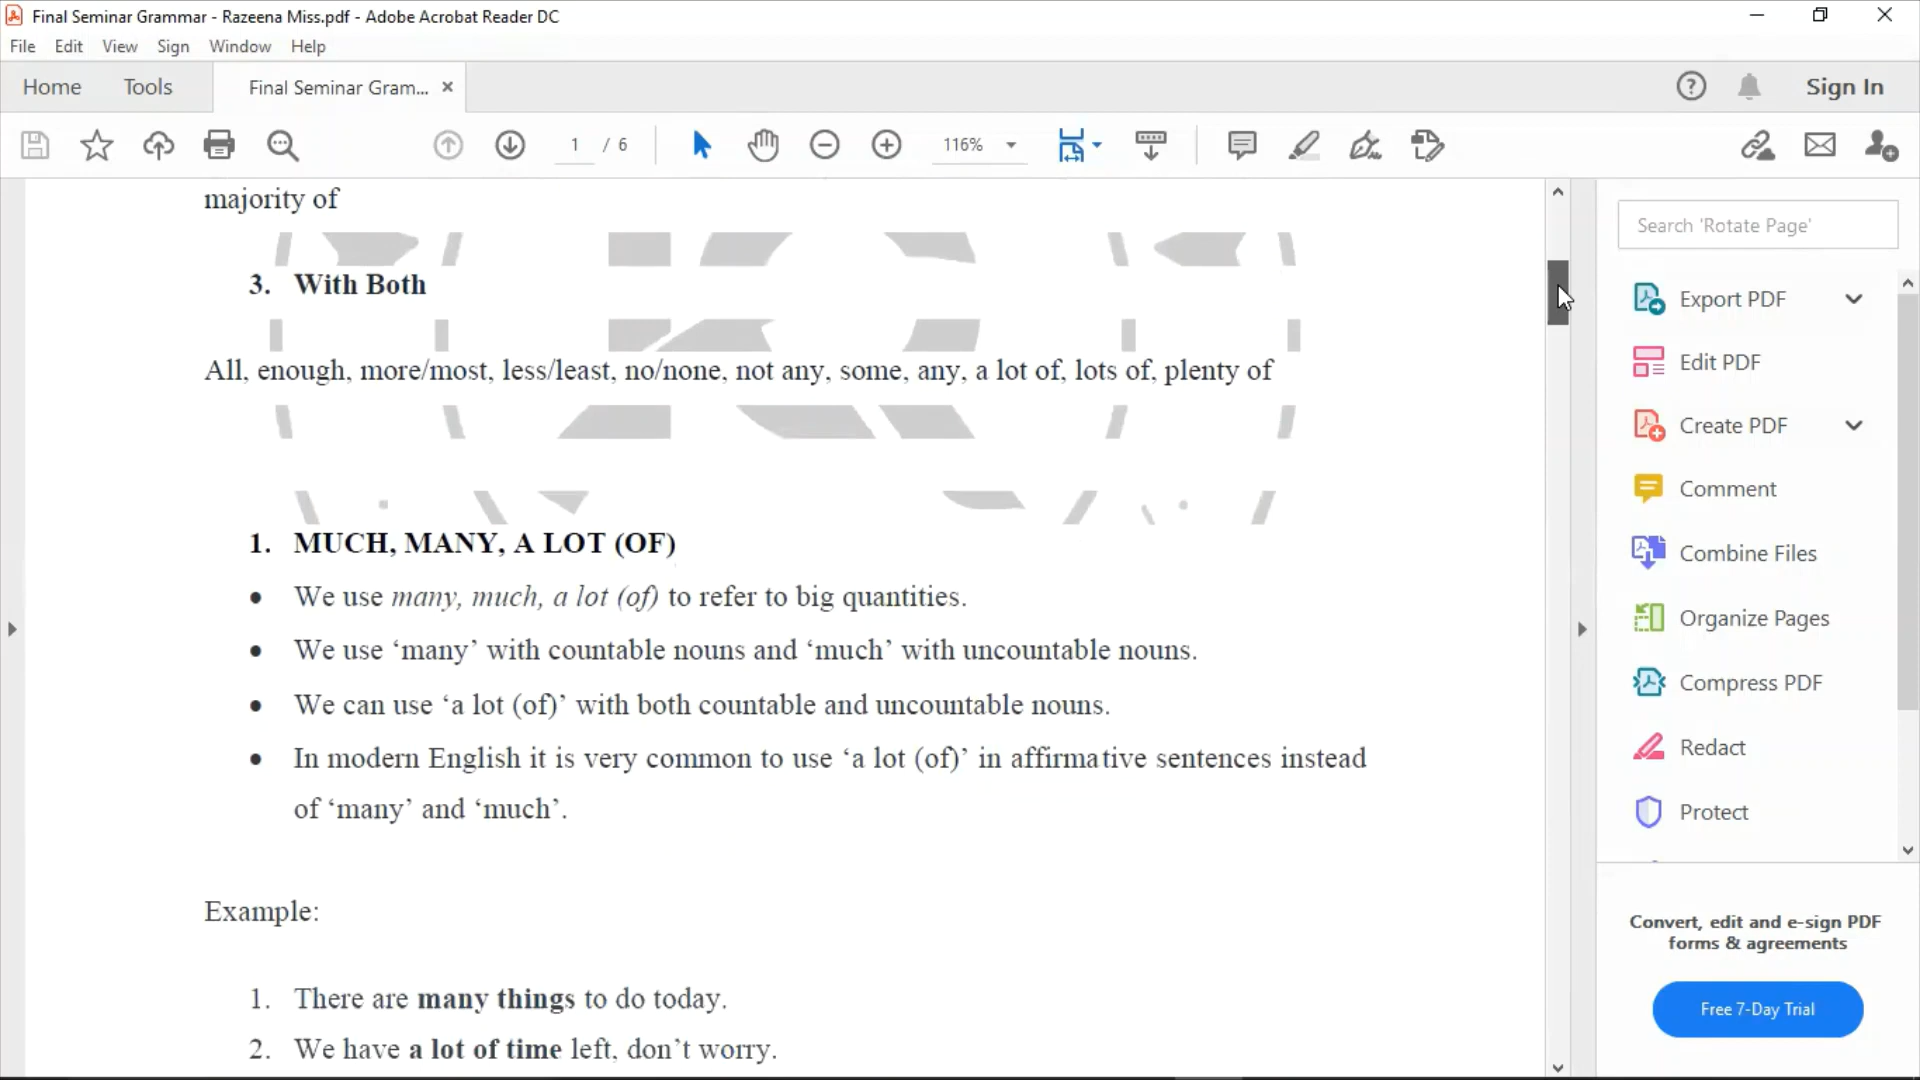 Final Seminar Grammar - Razeena Miss.pdf - Adobe Acrobat Reader DC
File Edit View Sign Window Help
Home Tools Final Seminar Gram... Sign In
1 / 6 116%
majority of
3. With Both
All, enough, more/most, less/least, no/none, not any, some, any, a lot of, lots of, plenty of
1. MUCH, MANY, A LOT (OF)
• We use many, much, a lot (of) to refer to big quantities.
• We use ‘many’ with countable nouns and ‘much’ with uncountable nouns.
• We can use ‘a lot (of)’ with both countable and uncountable nouns.
• In modern English it is very common to use ‘a lot (of)’ in affirmative sentences instead
of ‘many’ and ‘much’.
Example:
1. There are many things to do today.
2. We have a lot of time left, don’t worry.
Search 'Rotate Page'
Export PDF
Edit PDF
Create PDF
Comment
Combine Files
Organize Pages
Compress PDF
Redact
Protect
Convert, edit and e-sign PDF
forms & agreements
Free 7-Day Trial